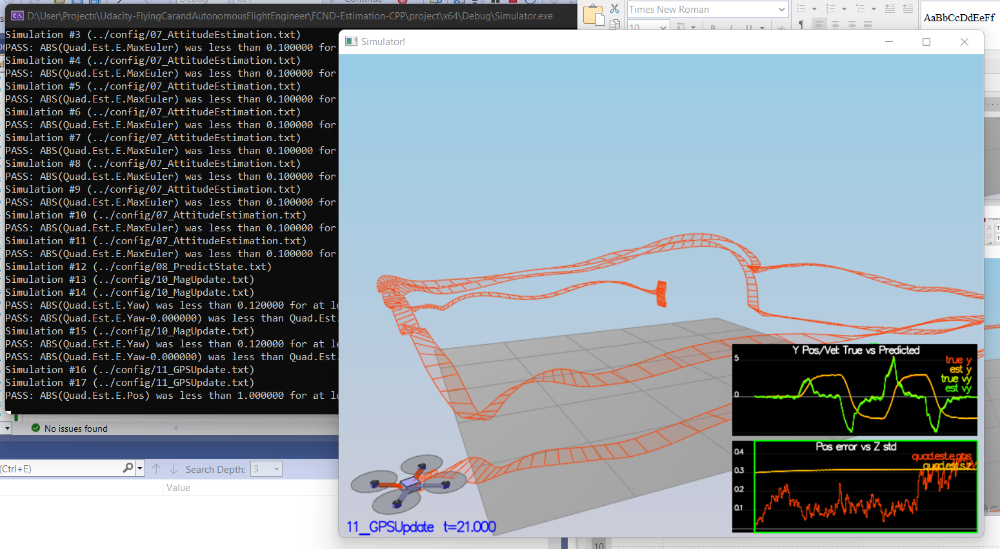 Debug
x64
Continue
D:\User\Projects\Udacity-FlyingCarandAutonomousFlightEngineer\FCND-Estimation-CPP\project\x64\Debug\Simulator.exe
Times New Roman
10
AaBbCcDdEeFf
Simulation #3 (../config/07_AttitudeEstimation.txt)
PASS: ABS(Quad.Est.E.MaxEuler) was less than 0.100000 for
Simulation #4 (../config/07_AttitudeEstimation.txt)
PASS: ABS(Quad.Est.E.MaxEuler) was less than 0.100000 for
Simulation #5 (../config/07_AttitudeEstimation.txt)
PASS: ABS(Quad.Est.E.MaxEuler) was less than 0.100000 for
Simulation #6 (../config/07_AttitudeEstimation.txt)
PASS: ABS(Quad.Est.E.MaxEuler) was less than 0.100000 for
Simulation #7 (../config/07_AttitudeEstimation.txt)
PASS: ABS(Quad.Est.E.MaxEuler) was less than 0.100000 for
Simulation #8 (../config/07_AttitudeEstimation.txt)
PASS: ABS(Quad.Est.E.MaxEuler) was less than 0.100000 for
Simulation #9 (../config/07_AttitudeEstimation.txt)
PASS: ABS(Quad.Est.E.MaxEuler) was less than 0.100000 for
Simulation #10 (../config/07_AttitudeEstimation.txt)
PASS: ABS(Quad.Est.E.MaxEuler) was less than 0.100000 for
Simulation #11 (../config/07_AttitudeEstimation.txt)
PASS: ABS(Quad.Est.E.MaxEuler) was less than 0.100000 for
Simulation #12 (../config/08_PredictState.txt)
Simulation #13 (../config/10_MagUpdate.txt)
Simulation #14 (../config/10_MagUpdate.txt)
PASS: ABS(Quad.Est.E.Yaw) was less than 0.120000 for at le
PASS: ABS(Quad.Est.E.Yaw-0.000000) was less than Quad.Est.
Simulation #15 (../config/10_MagUpdate.txt)
PASS: ABS(Quad.Est.E.Yaw) was less than 0.120000 for at le
PASS: ABS(Quad.Est.E.Yaw-0.000000) was less than Quad.Est.
Simulation #16 (../config/11_GPSUpdate.txt)
Simulation #17 (../config/11_GPSUpdate.txt)
PASS: ABS(Quad.Est.E.Pos) was less than 1.000000 for at le
No issues found
(Ctrl+E)
Search Depth: 3
Value
Simulator!
Y Pos/Vel: True vs Predicted
5
0
true y
est y
true vy
est vy
Pos error vs Z std
0.4
0.3
0.2
0.1
quad.est.e.pos
quad.est.s.z
11_GPSUpdate t=21.000
10